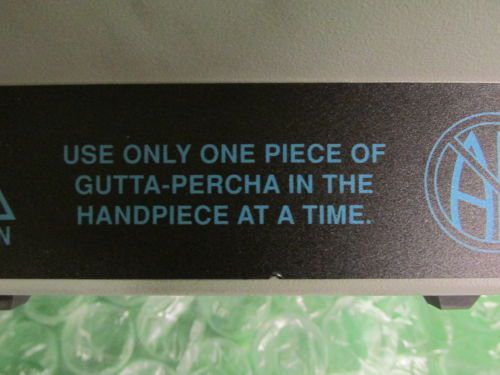 USE ONLY ONE PIECE OF
GUTTA-PERCHA IN THE
HANDPIECE AT A TIME.